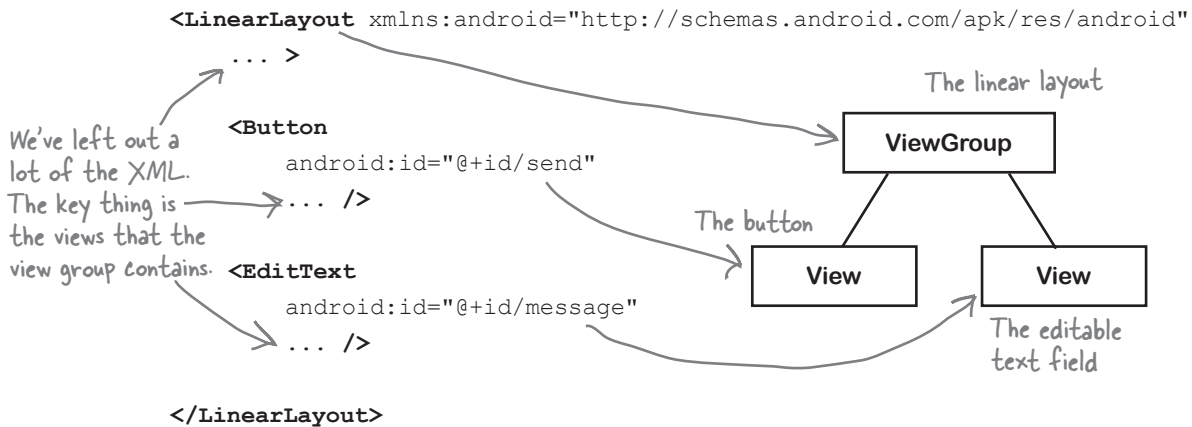 <LinearLayout xmlns:android="http://schemas.android.com/apk/res/android"
... >
The linear layout
ViewGroup
We've left out a
lot of the XML.
The key thing is
the views that the
view group contains.
<Button
android:id="@+id/send"
... />
The button
View
View
<EditText
android:id="@+id/message"
... />
The editable
text field
</LinearLayout>